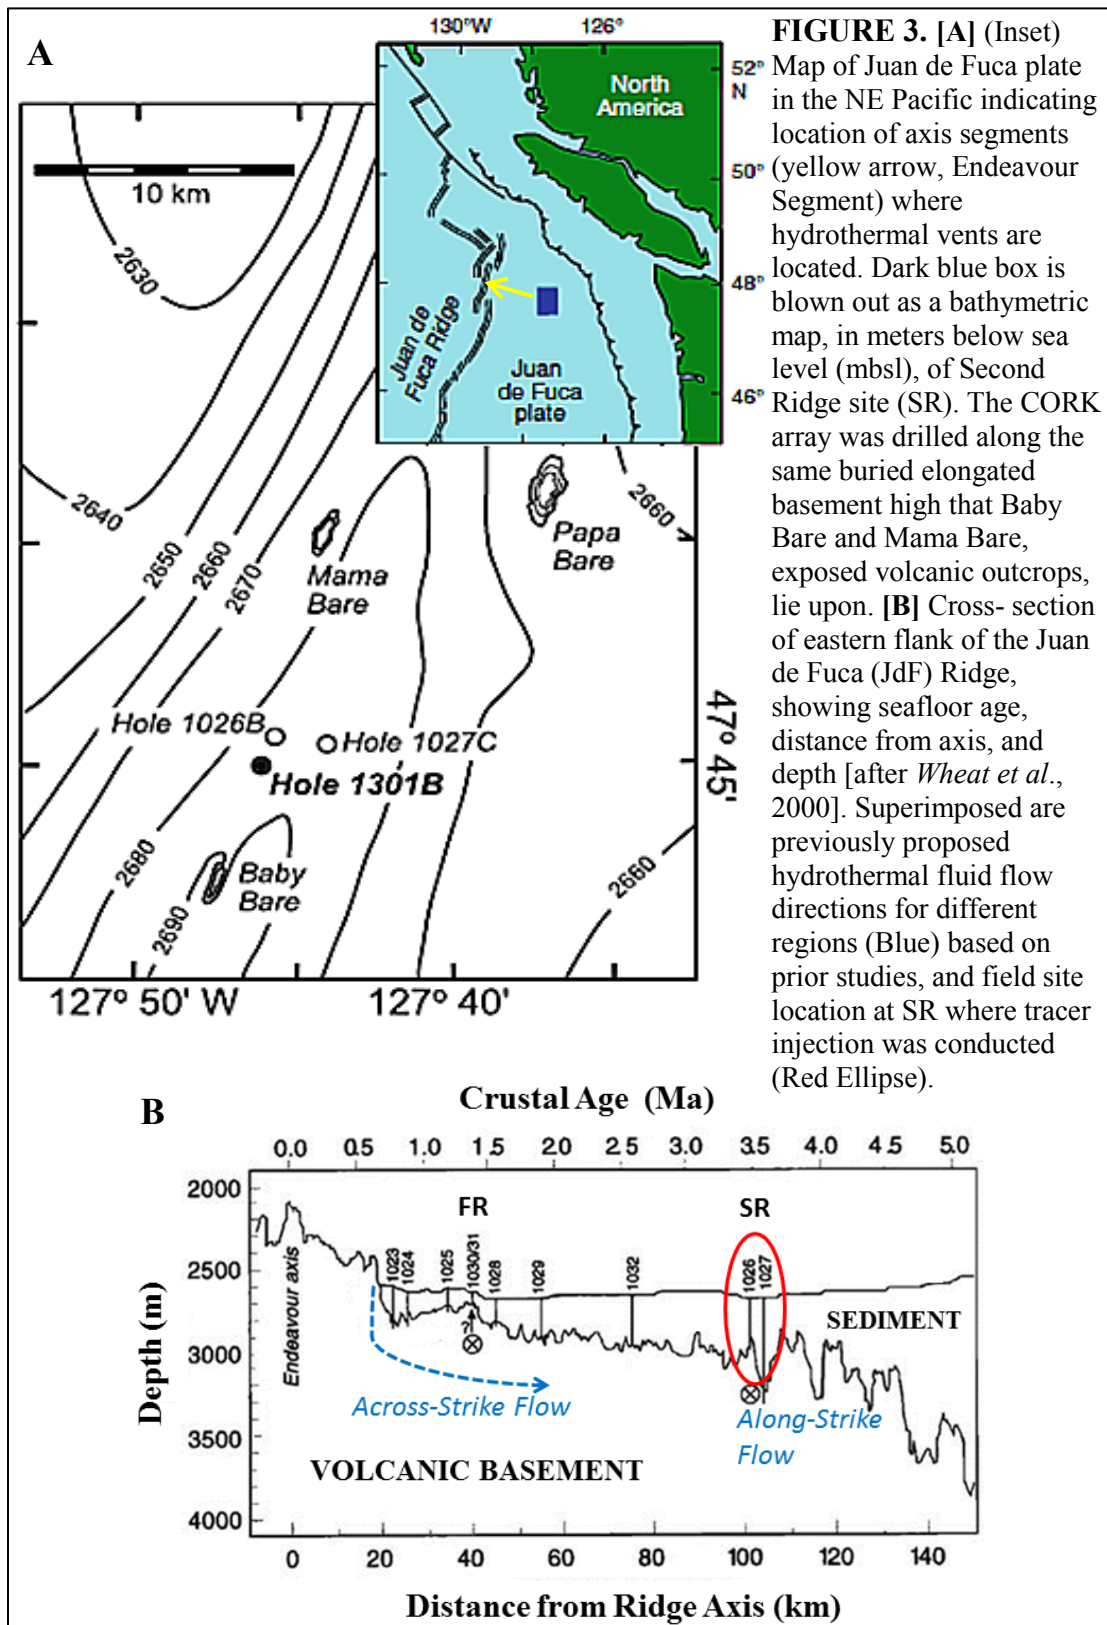 A
130°W 126°
52°
N
North
America
50°
48°
Juan de
Fuca Ridge
Juan
de Fuca
plate
46°
10 km
2630
2640
2650
2660
2670
2680
2690
2660
2660
Mama
Bare
Papa
Bare
Hole 1026B
Hole 1027C
Hole 1301B
Baby
Bare
47° 45'
127° 50' W 127° 40'
FIGURE 3. [A] (Inset)
Map of Juan de Fuca plate
in the NE Pacific indicating
location of axis segments
(yellow arrow, Endeavour
Segment) where
hydrothermal vents are
located. Dark blue box is
blown out as a bathymetric
map, in meters below sea
level (mbsl), of Second
Ridge site (SR). The CORK
array was drilled along the
same buried elongated
basement high that Baby
Bare and Mama Bare,
exposed volcanic outcrops,
lie upon. [B] Cross- section
of eastern flank of the Juan
de Fuca (JdF) Ridge,
showing seafloor age,
distance from axis, and
depth [after Wheat et al.,
2000]. Superimposed are
previously proposed
hydrothermal fluid flow
directions for different
regions (Blue) based on
prior studies, and field site
location at SR where tracer
injection was conducted
(Red Ellipse).
B
Crustal Age (Ma)
0.0 0.5 1.0 1.5 2.0 2.5 3.0 3.5 4.0 4.5 5.0
Depth (m)
2000
2500
3000
3500
4000
FR
SR
Endeavour axis
1023
1024
1025
1030/31
1028
1029
1032
1026
1027
?
SEDIMENT
Across-Strike Flow
Along-Strike
Flow
VOLCANIC BASEMENT
0 20 40 60 80 100 120 140
Distance from Ridge Axis (km)